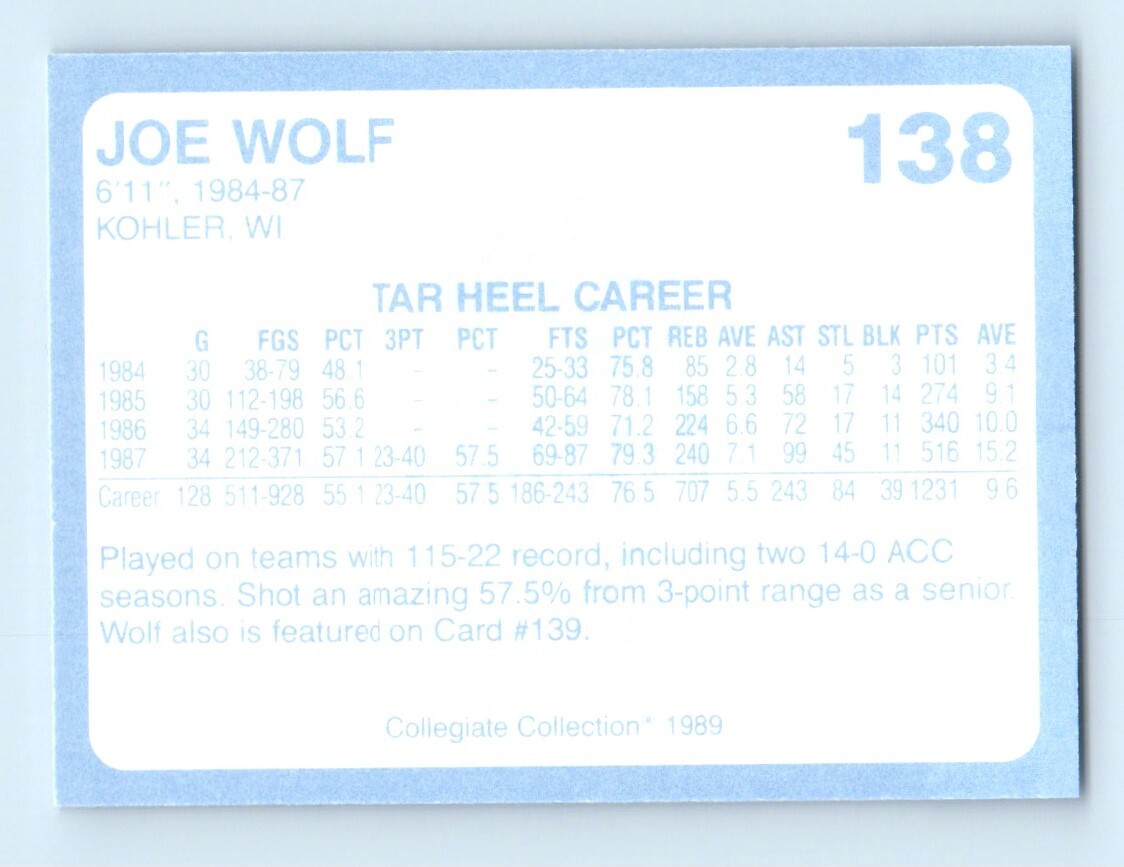 JOE WOLF 138
6'11", 1984-87
KOHLER, WI
TAR HEEL CAREER
G FGS PCT 3PT PCT FTS PCT REB AVE AST STL BLK PTS AVE
1984 30 38-79 48.1 – – 25-33 75.8 85 2.8 14 5 3 101 3.4
1985 30 112-198 56.6 – – 50-64 78.1 158 5.3 58 17 14 274 9.1
1986 34 149-280 53.2 – – 42-59 71.2 224 6.6 72 17 11 340 10.0
1987 34 212-371 57.1 23-40 57.5 69-87 79.3 240 7.1 99 45 11 516 15.2
Career 128 511-928 55.1 23-40 57.5 186-243 76.5 707 5.5 243 84 39 1231 9.6
Played on teams with 115-22 record, including two 14-0 ACC
seasons. Shot an amazing 57.5% from 3-point range as a senior.
Wolf also is featured on Card #139.
Collegiate Collection* 1989